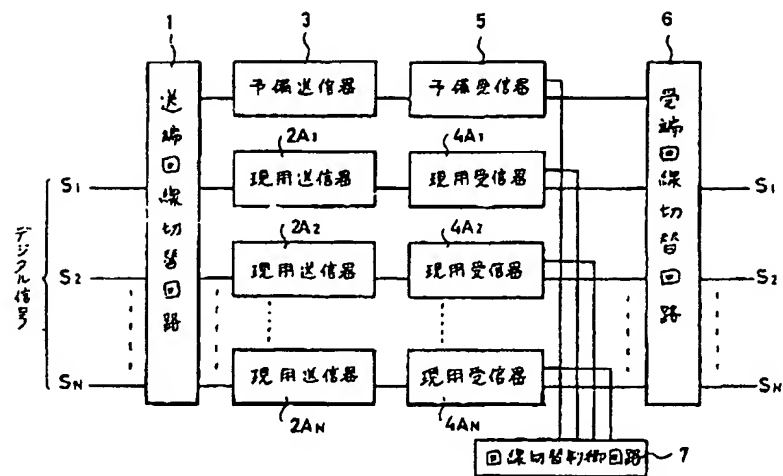 1
3
5
6
送端回線切替回路
予備送信器
予備受信器
受端回線切替回路
2A1
4A1
S1
現用送信器
現用受信器
S1
2A2
4A2
デジタル信号
S2
現用送信器
現用受信器
S2
SN
現用送信器
現用受信器
SN
2AN
4AN
回線切替制御回路
7